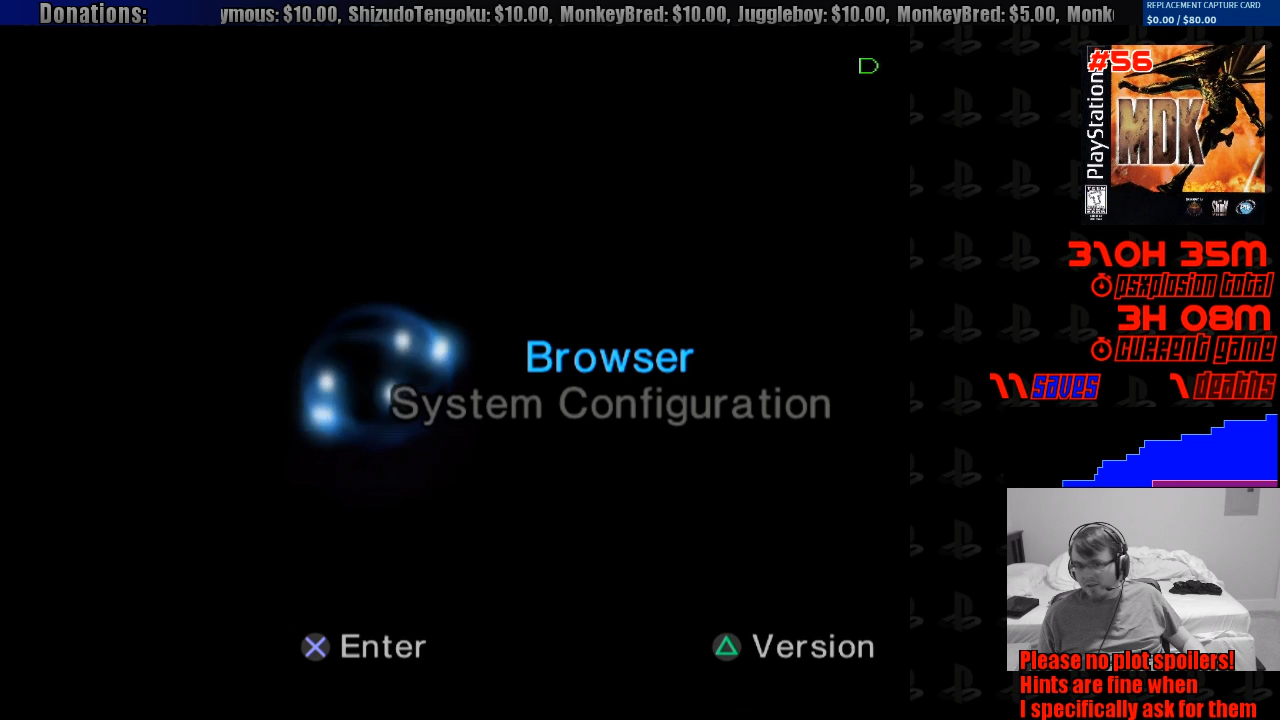 Donations:
ymous: $10.00, ShizudoTengoku: $10.00, MonkeyBred: $10.00, Juggleboy: $10.00, MonkeyBred: $5.00, Monk
REPLACEMENT CAPTURE CARD
$0.00 / $80.00
#56
PlayStation
MDK
Browser
System Configuration
Enter
Version
310H 35M
psxplosion total
3H 08M
current game
11 saves
1 deaths
Please no plot spoilers!
Hints are fine when
I specifically ask for them